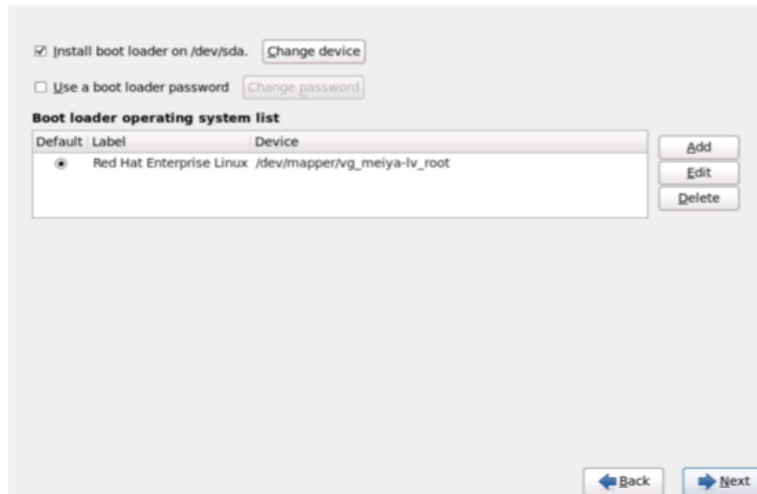 Install boot loader on /dev/sda. Change device
Use a boot loader password Change password
Boot loader operating system list
Default Label Device
Red Hat Enterprise Linux /dev/mapper/vg_meiya-lv_root
Add
Edit
Delete
Back Next